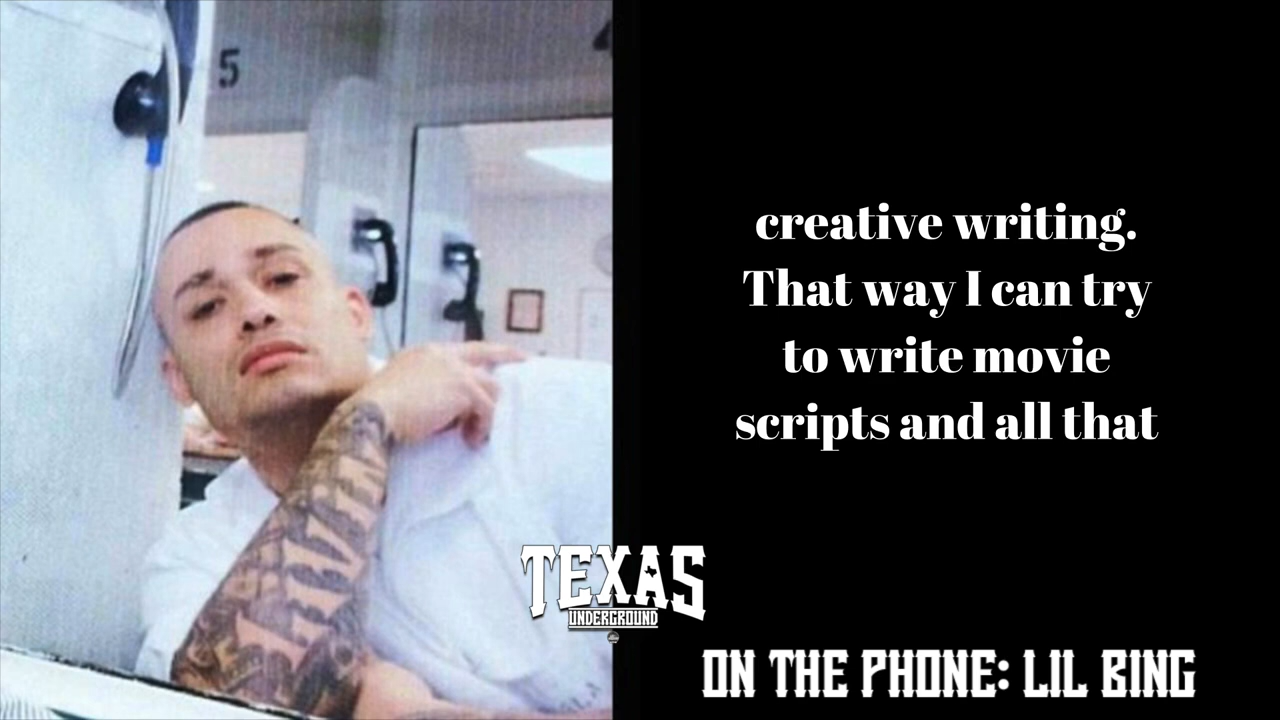 5
creative writing.
That way I can try
to write movie
scripts and all that
LIVIN
TEXAS
UNDERGROUND
ON THE PHONE: LIL BING